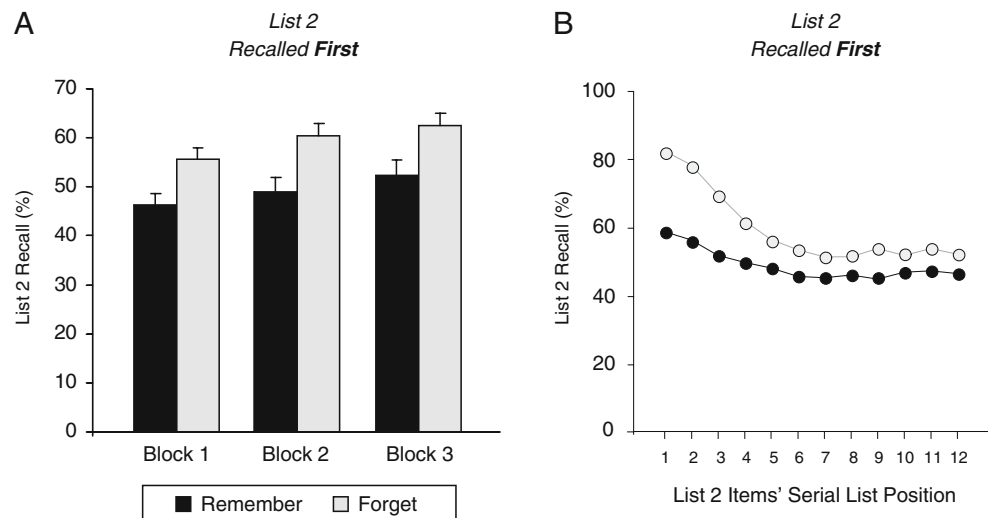 A
List 2
Recalled First
List 2 Recall (%)
70
60
50
40
30
20
10
0
Block 1 Block 2 Block 3
Remember Forget
B
List 2
Recalled First
List 2 Recall (%)
100
80
60
40
20
0
1 2 3 4 5 6 7 8 9 10 11 12
List 2 Items' Serial List Position